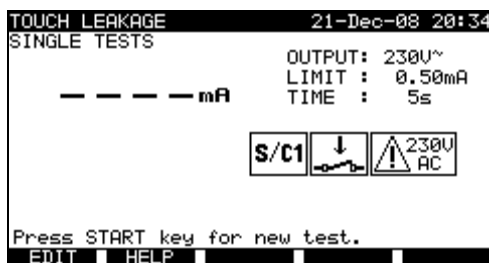 TOUCH LEAKAGE 21-Dec-08 20:34
SINGLE TESTS
OUTPUT: 230V~
LIMIT : 0.50mA
– – – – mA TIME : 5s
S/C1 230V AC
Press START key for new test.
EDIT HELP